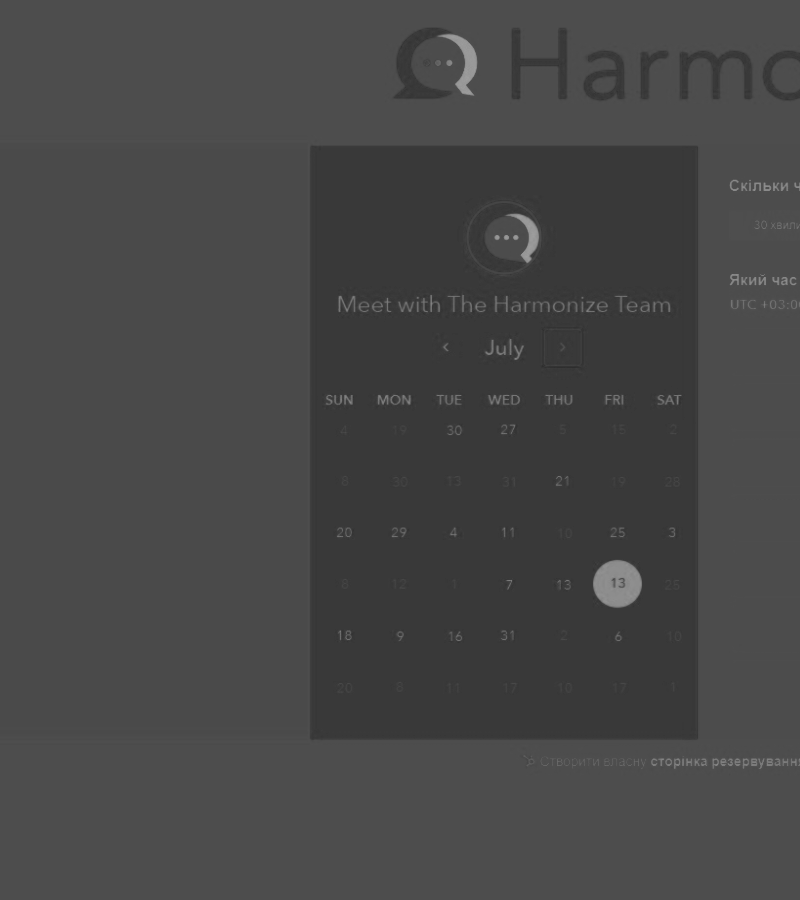 Harmo
Скільки ч
30 хвили
Який час
UTC +03:0
Meet with The Harmonize Team
July
SUN MON TUE WED THU FRI SAT
4 19 30 27 5 15 2
8 30 13 31 21 19 28
20 29 4 11 10 25 3
8 12 1 7 13 13 25
18 9 16 31 2 6 10
20 8 11 17 10 17 1
Створити власну сторінка резервування